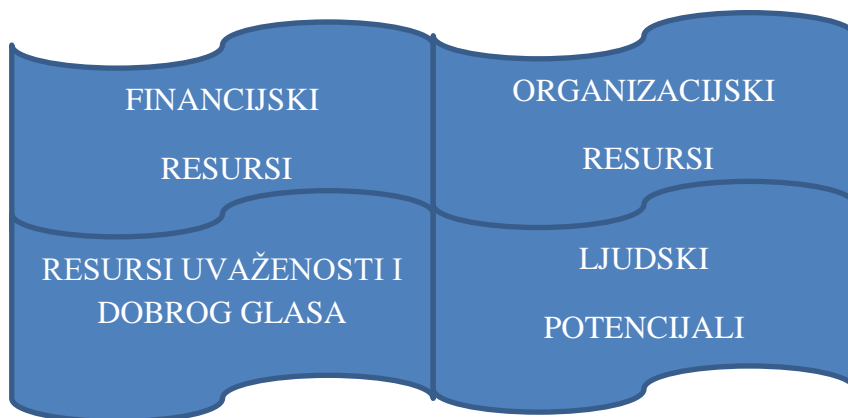 FINANCIJSKI
RESURSI
ORGANIZACIJSKI
RESURSI
RESURSI UVAŽENOSTI I
DOBROG GLASA
LJUDSKI
POTENCIJALI